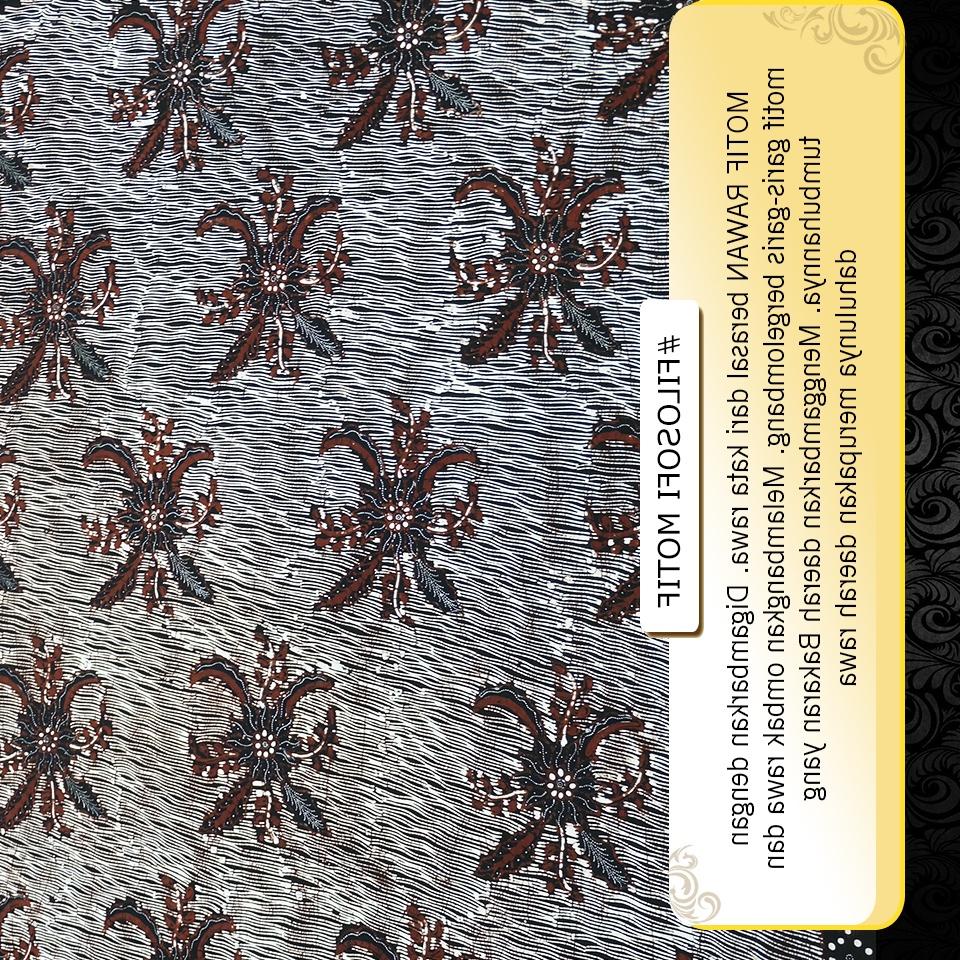 #FILOSOFI MOTIF
MOTIF RAWAN berasal dari kata rawa. Digambarkan dengan
motif garis-garis bergelombang. Melambangkan ompak rawa dan
tumbuhannya. Menggambarkan daerah Bakaran yang
dahulunya merupakan daerah rawa